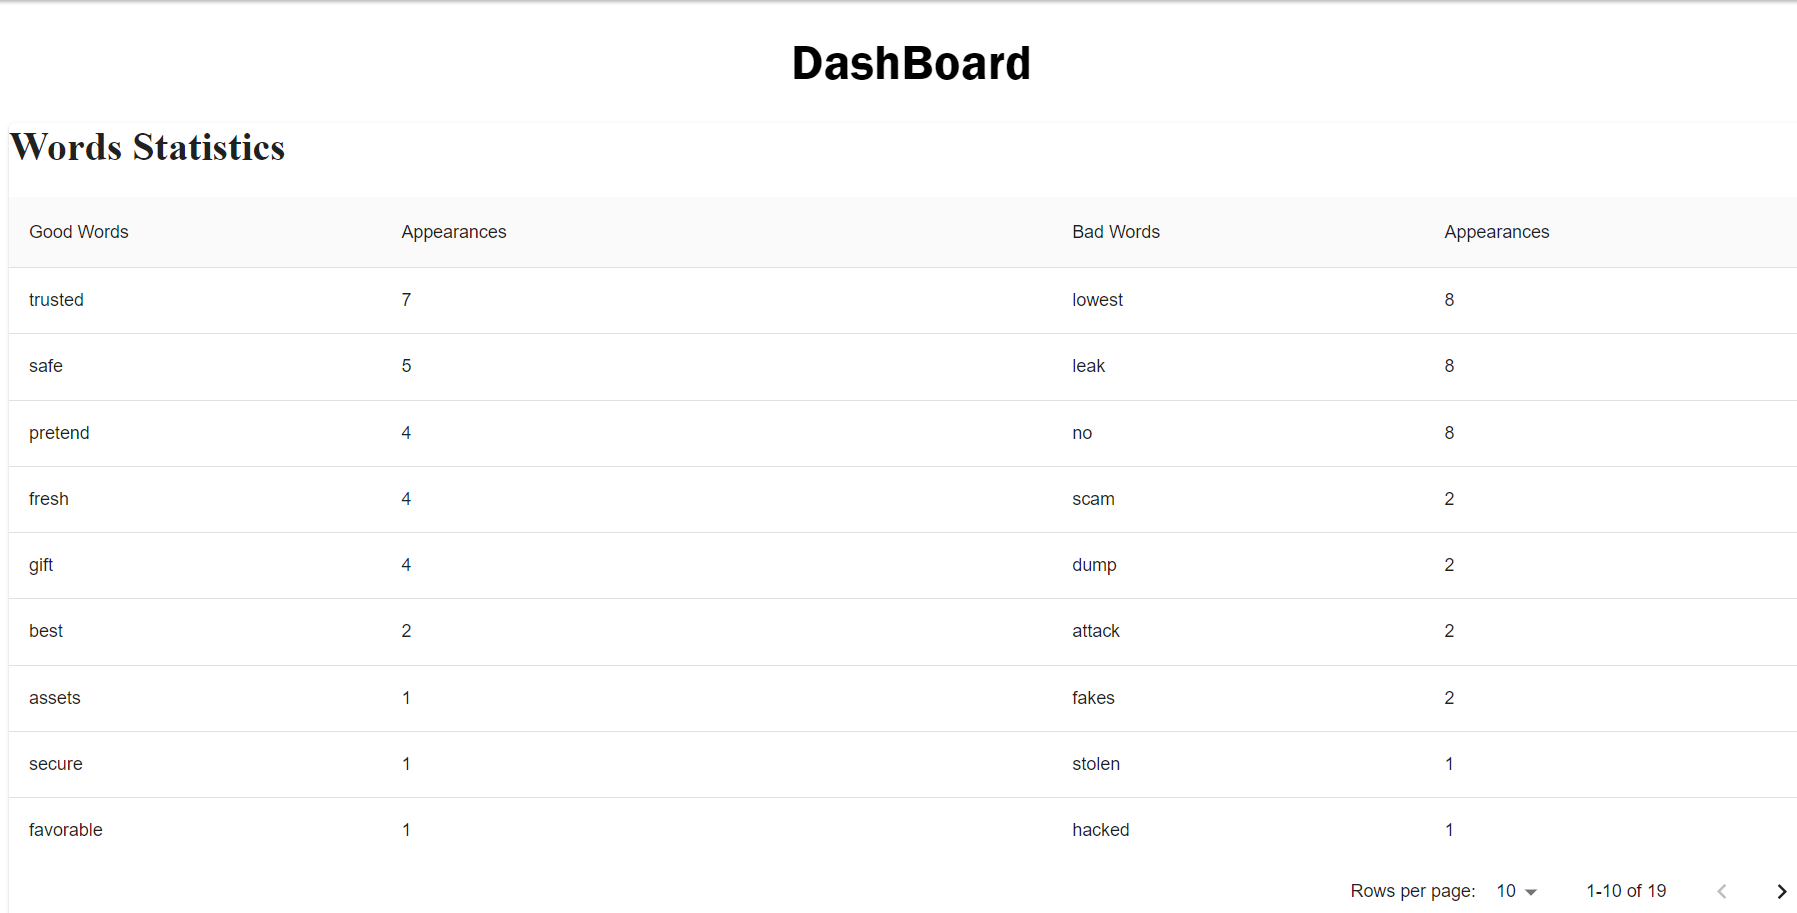 DashBoard
Words Statistics
Good Words Appearances Bad Words Appearances
trusted 7 lowest 8
safe 5 leak 8
pretend 4 no 8
fresh 4 scam 2
gift 4 dump 2
best 2 attack 2
assets 1 fakes 2
secure 1 stolen 1
favorable 1 hacked 1
Rows per page: 10 1-10 of 19